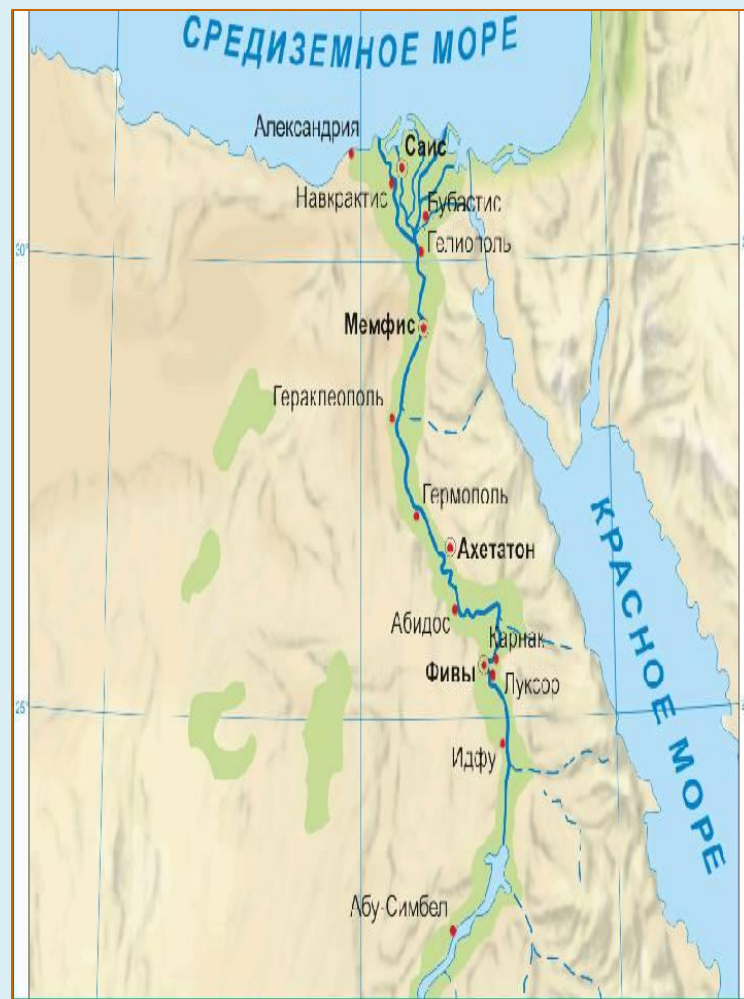 СРЕДИЗЕМНОЕ МОРЕ
Александрия
Саис
Навкрактис
Бубастис
Гелиополь
30°
Мемфис
Гераклеополь
Гермополь
Ахетатон
КРАСНОЕ МОРЕ
Абидос
Карнак
Фивы
Луксор
25°
Идфу
Абу-Симбел